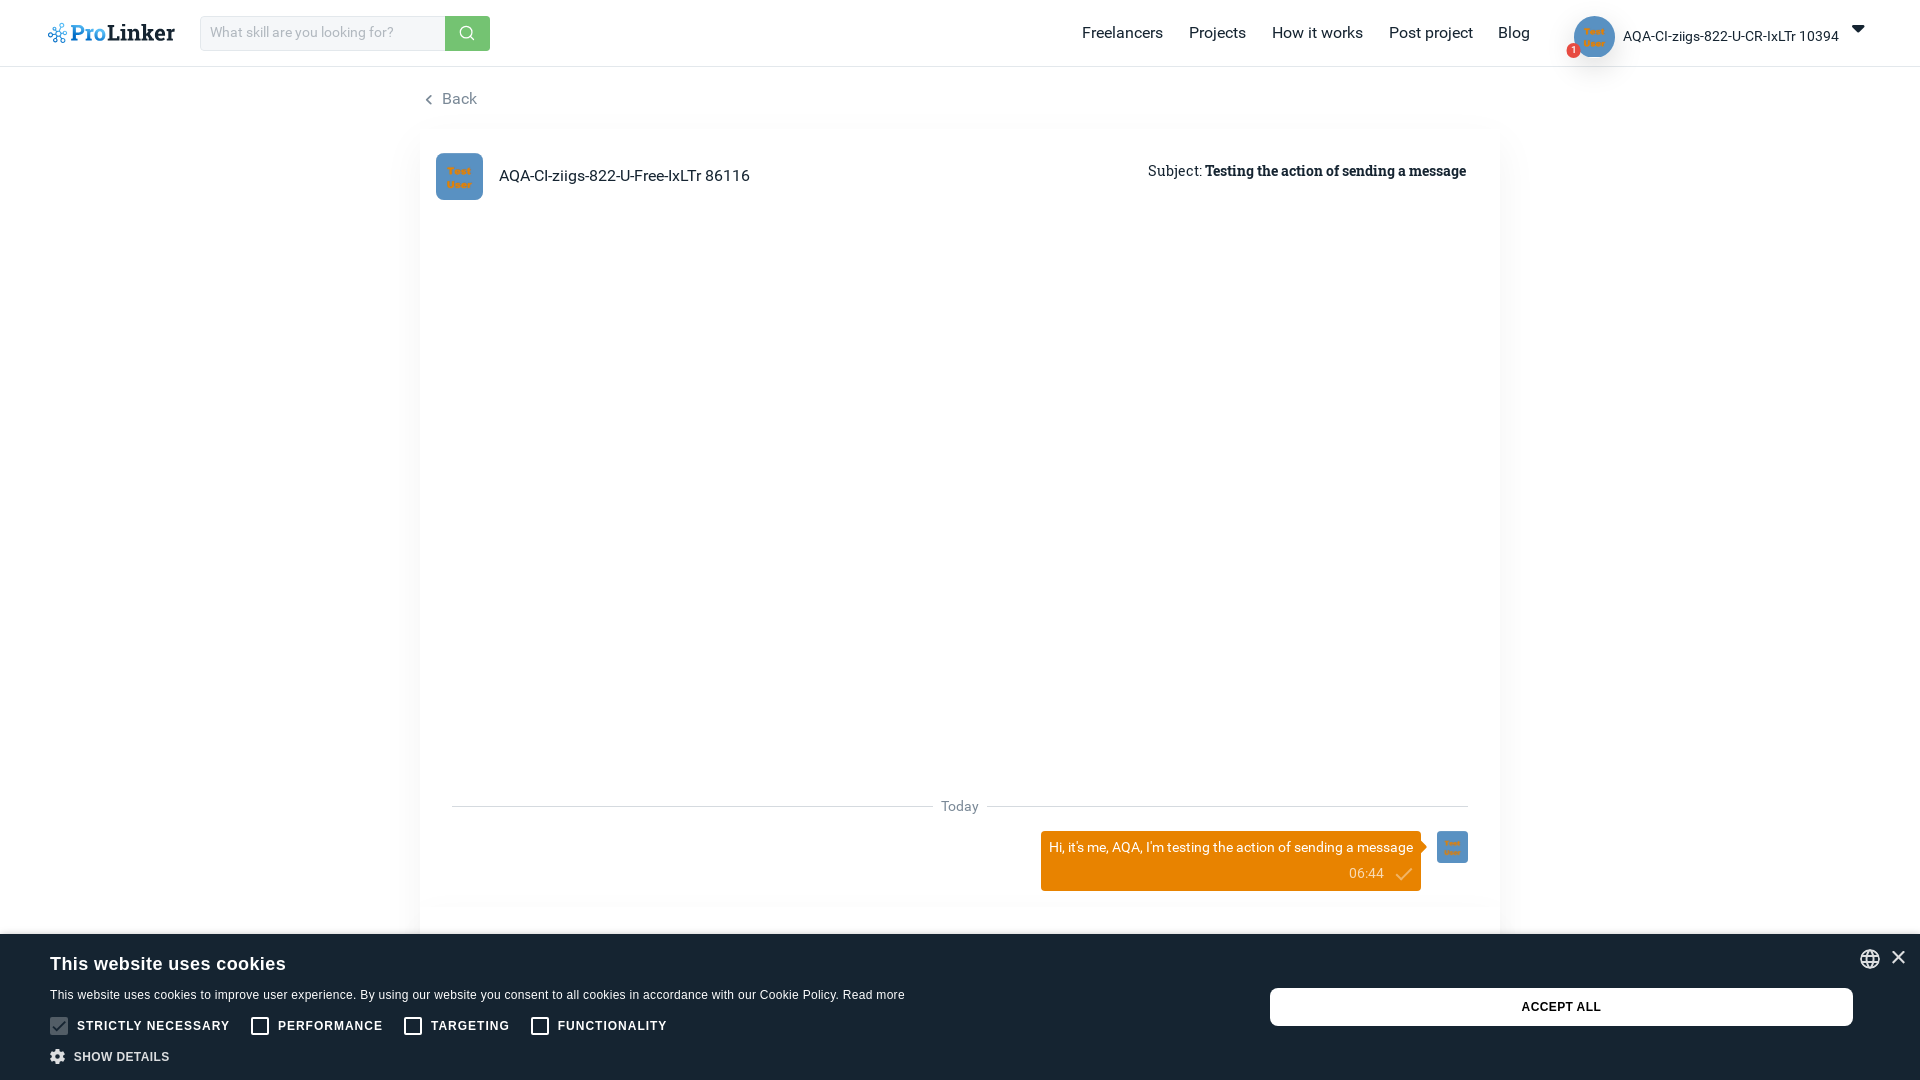 ProLinker
What skill are you looking for?
Freelancers
Projects
How it works
Post project
Blog
Test
User
1
AQA-CI-ziigs-822-U-CR-IxLTr 10394
Back
Test
User
AQA-CI-ziigs-822-U-Free-IxLTr 86116
Subject: Testing the action of sending a message
Today
Hi, it's me, AQA, I'm testing the action of sending a message
06:44
This website uses cookies
This website uses cookies to improve user experience. By using our website you consent to all cookies in accordance with our Cookie Policy. Read more
STRICTLY NECESSARY
PERFORMANCE
TARGETING
FUNCTIONALITY
SHOW DETAILS
ACCEPT ALL